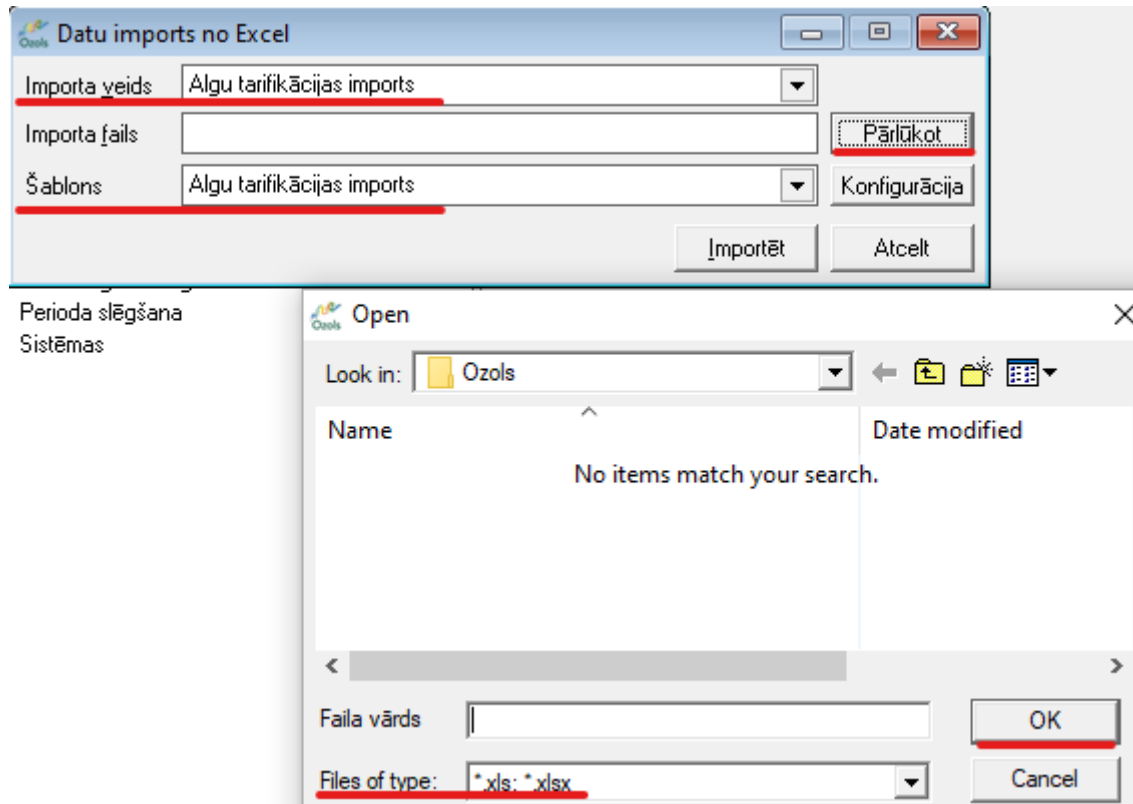 Ozols Datu imports no Excel
Importa veids Algu tarifikācijas imports
Importa fails Pārlūkot
Šablons Algu tarifikācijas imports Konfigurācija
Importēt Atcelt
Perioda slēgšana
Sistēmas
Ozols Open
Look in: Ozols
Name Date modified
No items match your search.
Faila vārds OK
Files of type: *.xls; *.xlsx Cancel